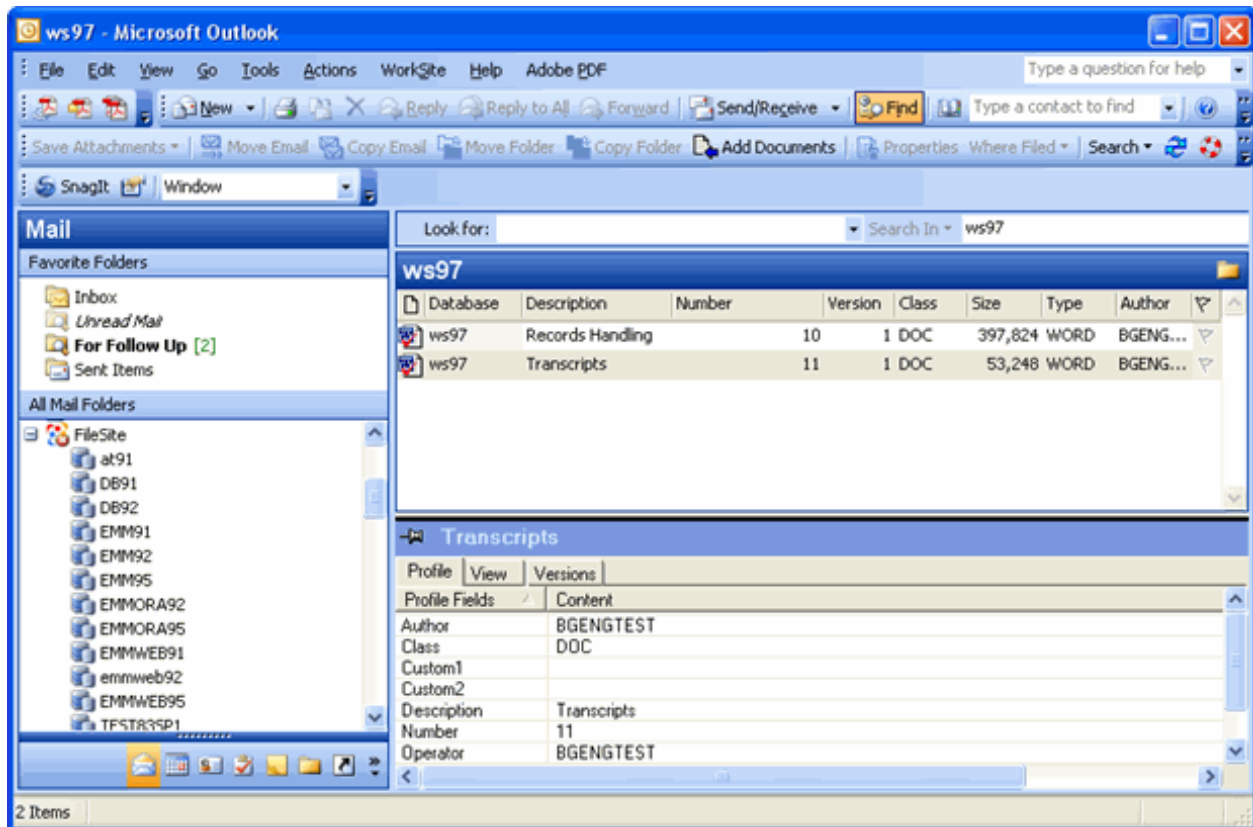 ws97 - Microsoft Outlook
File Edit View Go Tools Actions WorkSite Help Adobe PDF Type a question for help
New Reply Reply to All Forward Send/Receive Find Type a contact to find
Save Attachments Move Email Copy Email Move Folder Copy Folder Add Documents Properties Where Filed Search
SnagIt Window
Mail
Favorite Folders
Inbox
Unread Mail
For Follow Up [2]
Sent Items
All Mail Folders
FileSite
at91
DB91
DB92
EMM91
EMM92
EMM95
EMMORA92
EMMORA95
EMMWEB91
emmweb92
EMMWEB95
TEST83SP1
Look for: Search In ws97
ws97
Database Description Number Version Class Size Type Author
ws97 Records Handling 10 1 DOC 397,824 WORD BGENG...
ws97 Transcripts 11 1 DOC 53,248 WORD BGENG...
Transcripts
Profile View Versions
Profile Fields Content
Author BGENGTEST
Class DOC
Custom1
Custom2
Description Transcripts
Number 11
Operator BGENGTEST
2 Items